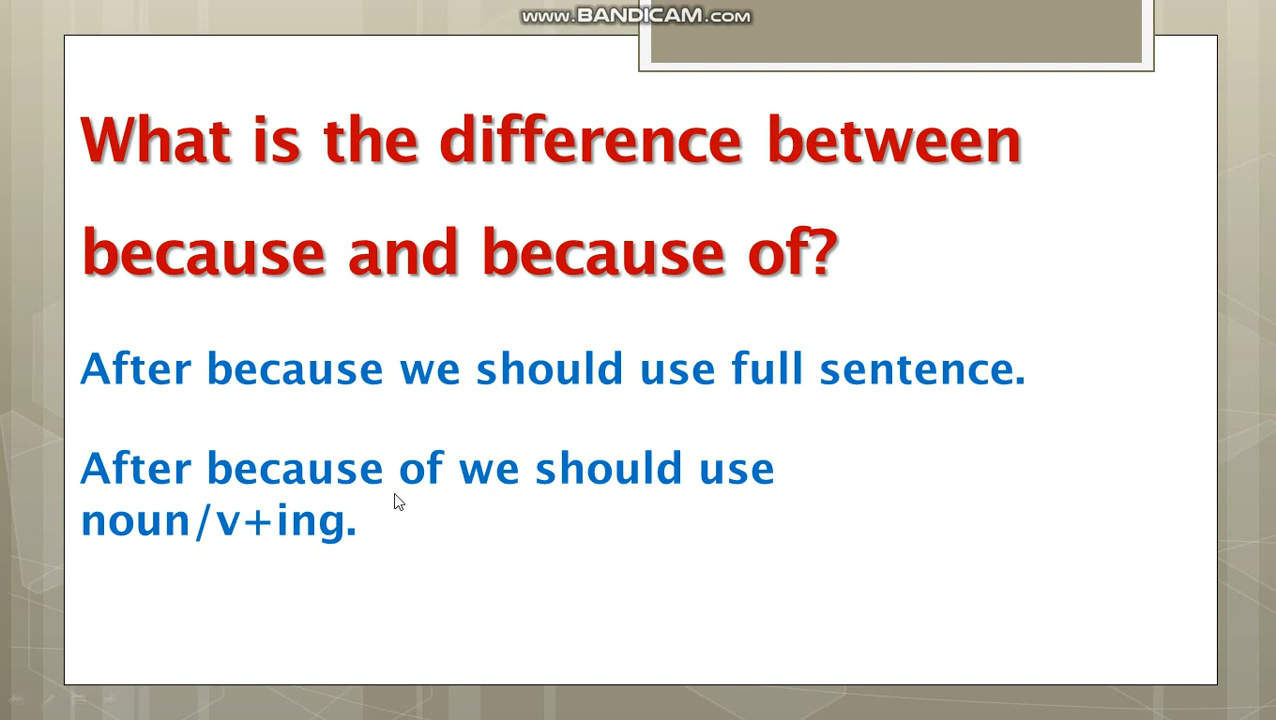 www.BANDICAM.com
What is the difference between
because and because of?
After because we should use full sentence.
After because of we should use
noun/v+ing.